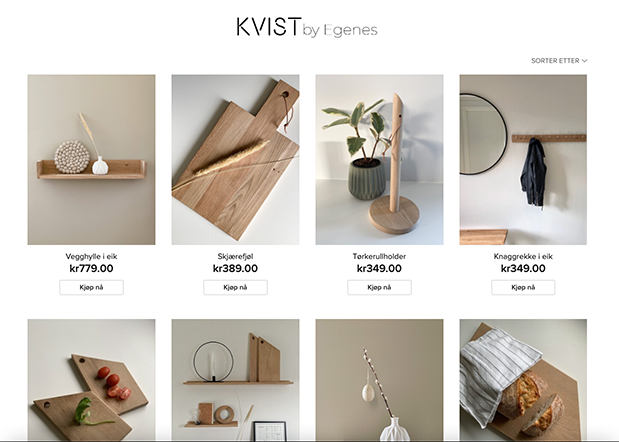 KVIST by Egenes
SORTER ETTER
Vegghylle i eik
kr779.00
Kjøp nå
Skjærefjøl
kr389.00
Kjøp nå
Tørkerullholder
kr349.00
Kjøp nå
Knaggrekke i eik
kr349.00
Kjøp nå